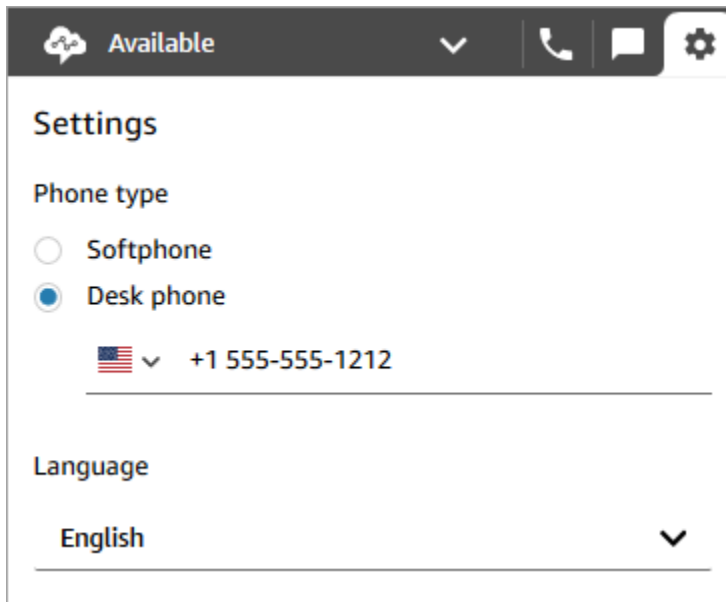 Available
Settings
Phone type
Softphone
Desk phone
+1 555-555-1212
Language
English